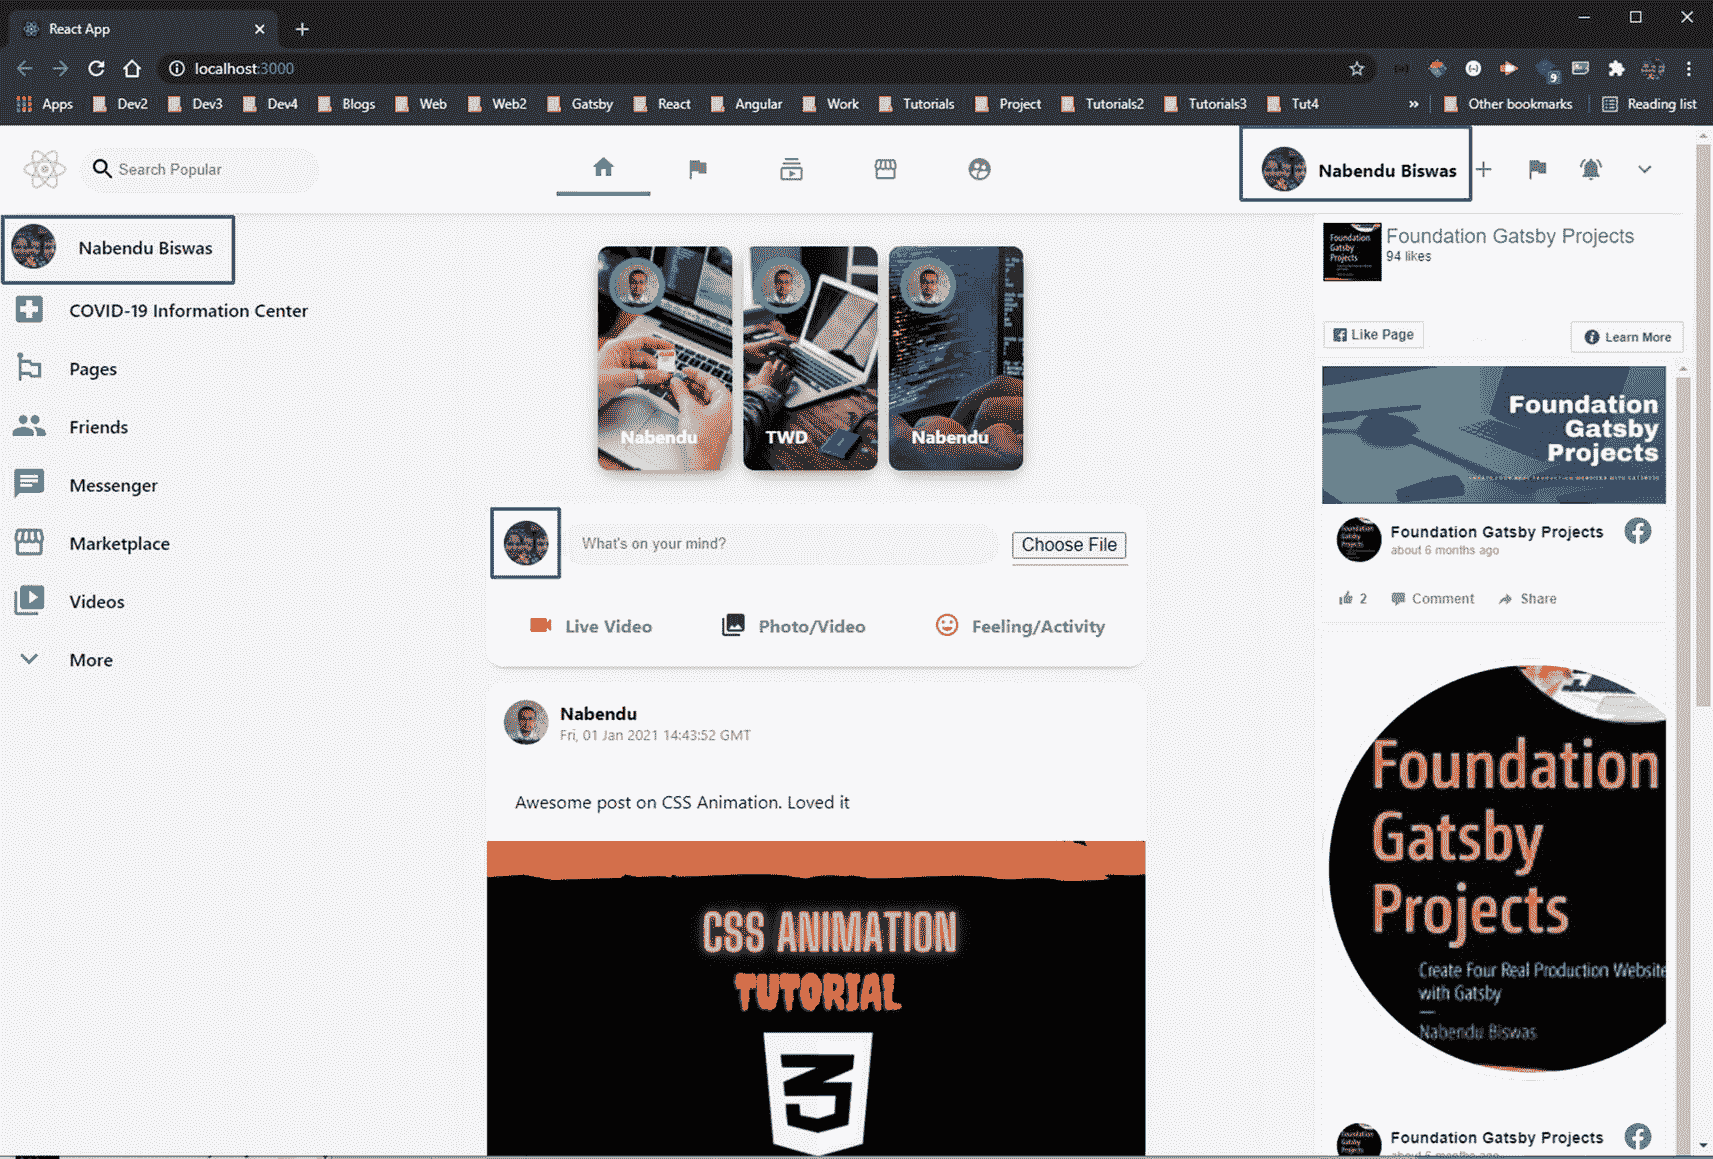 React App
localhost:3000
9
Apps Dev2 Dev3 Dev4 Blogs Web Web2 Gatsby React Angular Work Tutorials Project Tutorials2 Tutorials3 Tut4 » Other bookmarks Reading list
Search Popular
Nabendu Biswas
Nabendu Biswas
COVID-19 Information Center
Pages
Friends
Messenger
Marketplace
Videos
More
Nabendu
TWD
Nabendu
What's on your mind?
Choose File
Live Video
Photo/Video
Feeling/Activity
Nabendu
Fri, 01 Jan 2021 14:43:52 GMT
Awesome post on CSS Animation. Loved it
CSS ANIMATION
TUTORIAL
3
Foundation
Gatsby
Projects
Foundation Gatsby Projects
94 likes
Like Page
Learn More
Foundation
Gatsby
Projects
Foundation Gatsby Projects
about 6 months ago
2
Comment
Share
Foundation
Gatsby
Projects
Create Four Real Production Website
with Gatsby
Nabendu Biswas
Foundation Gatsby Projects